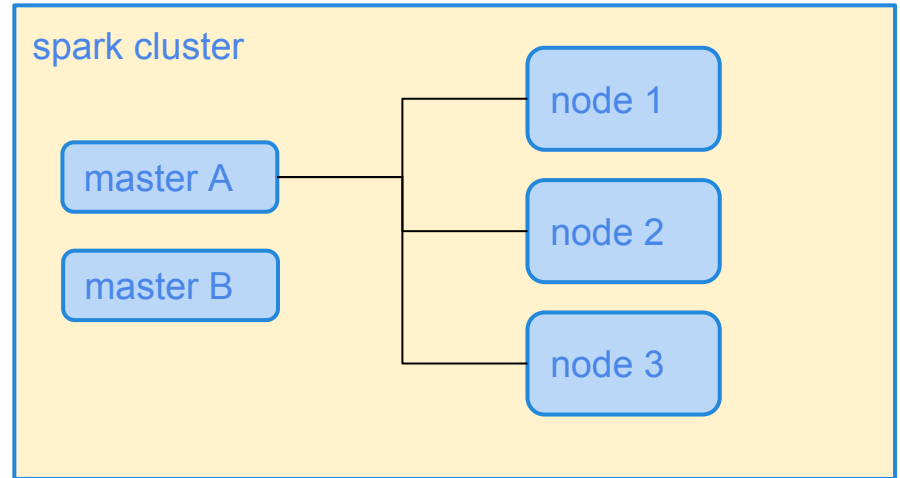 spark cluster
master A
master B
node 1
node 2
node 3